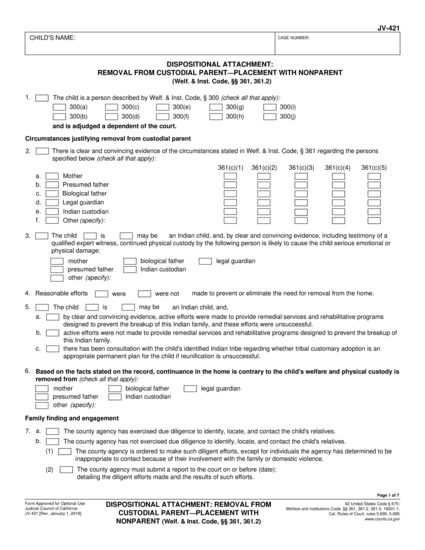 JV-421
CHILD'S NAME:
CASE NUMBER:
DISPOSITIONAL ATTACHMENT:
REMOVAL FROM CUSTODIAL PARENT—PLACEMENT WITH NONPARENT
(Welf. & Inst. Code, §§ 361, 361.2)
1. The child is a person described by Welf. & Inst. Code, § 300 (check all that apply):
300(a) 300(c) 300(e) 300(g) 300(i)
300(b) 300(d) 300(f) 300(h) 300(j)
and is adjudged a dependent of the court.
Circumstances justifying removal from custodial parent
2. There is clear and convincing evidence of the circumstances stated in Welf. & Inst. Code, § 361 regarding the persons
specified below (check all that apply):
361(c)(1) 361(c)(2) 361(c)(3) 361(c)(4) 361(c)(5)
a. Mother
b. Presumed father
c. Biological father
d. Legal guardian
e. Indian custodian
f. Other (specify):
3. The child is may be an Indian child, and, by clear and convincing evidence, including testimony of a
qualified expert witness, continued physical custody by the following person is likely to cause the child serious emotional or
physical damage:
mother biological father legal guardian
presumed father Indian custodian
other (specify):
4. Reasonable efforts were were not made to prevent or eliminate the need for removal from the home.
5. The child is may be an Indian child, and,
a. by clear and convincing evidence, active efforts were made to provide remedial services and rehabilitative programs
designed to prevent the breakup of this Indian family, and these efforts were unsuccessful.
b. active efforts were not made to provide remedial services and rehabilitative programs designed to prevent the breakup of
this Indian family.
c. there has been consultation with the child's identified Indian tribe regarding whether tribal customary adoption is an
appropriate permanent plan for the child if reunification is unsuccessful.
6. Based on the facts stated on the record, continuance in the home is contrary to the child's welfare and physical custody is
removed from (check all that apply):
mother biological father legal guardian
presumed father Indian custodian
other (specify):
Family finding and engagement
7. a. The county agency has exercised due diligence to identify, locate, and contact the child's relatives.
b. The county agency has not exercised due diligence to identify, locate, and contact the child's relatives.
(1) The county agency is ordered to make such diligent efforts, except for individuals the agency has determined to be
inappropriate to contact because of their involvement with the family or domestic violence.
(2) The county agency must submit a report to the court on or before (date):
detailing the diligent efforts made and the results of such efforts.
Page 1 of 7
Form Approved for Optional Use
Judicial Council of California
JV-421 [Rev. January 1, 2018]
DISPOSITIONAL ATTACHMENT: REMOVAL FROM
CUSTODIAL PARENT—PLACEMENT WITH
NONPARENT (Welf. & Inst. Code, §§ 361, 361.2)
42 United States Code § 675;
Welfare and Institutions Code, §§ 361, 361.2, 361.5, 16501.1;
Cal. Rules of Court, rules 5.690, 5.695
www.courts.ca.gov